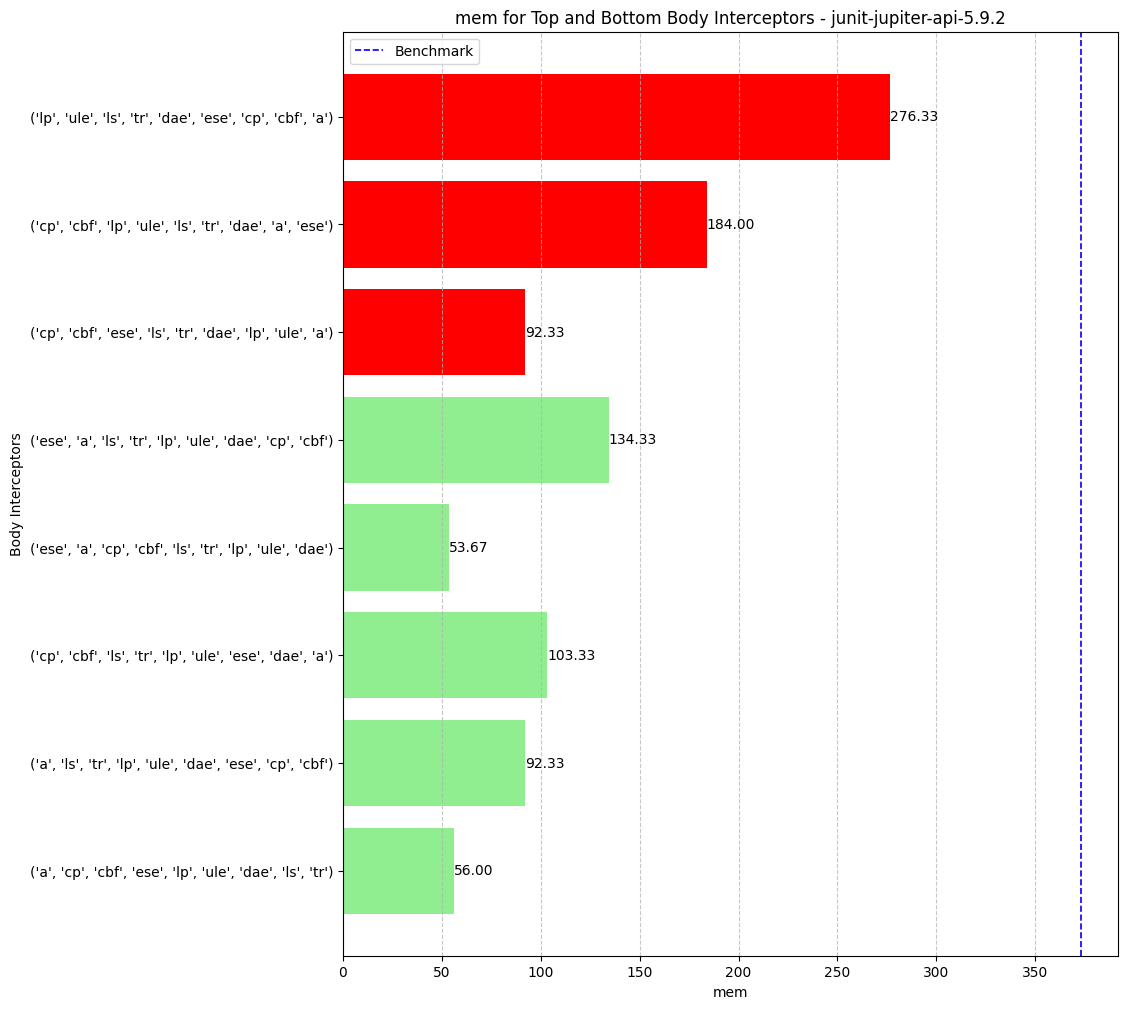 mem for Top and Bottom Body Interceptors - junit-jupiter-api-5.9.2
Benchmark
('lp', 'ule', 'ls', 'tr', 'dae', 'ese', 'cp', 'cbf', 'a')
276.33
('cp', 'cbf', 'lp', 'ule', 'ls', 'tr', 'dae', 'a', 'ese')
184.00
('cp', 'cbf', 'ese', 'ls', 'tr', 'dae', 'lp', 'ule', 'a')
92.33
('ese', 'a', 'ls', 'tr', 'lp', 'ule', 'dae', 'cp', 'cbf')
134.33
('ese', 'a', 'cp', 'cbf', 'ls', 'tr', 'lp', 'ule', 'dae')
53.67
('cp', 'cbf', 'ls', 'tr', 'lp', 'ule', 'ese', 'dae', 'a')
103.33
('a', 'ls', 'tr', 'lp', 'ule', 'dae', 'ese', 'cp', 'cbf')
92.33
('a', 'cp', 'cbf', 'ese', 'lp', 'ule', 'dae', 'ls', 'tr')
56.00
Body Interceptors
0 50 100 150 200 250 300 350
mem